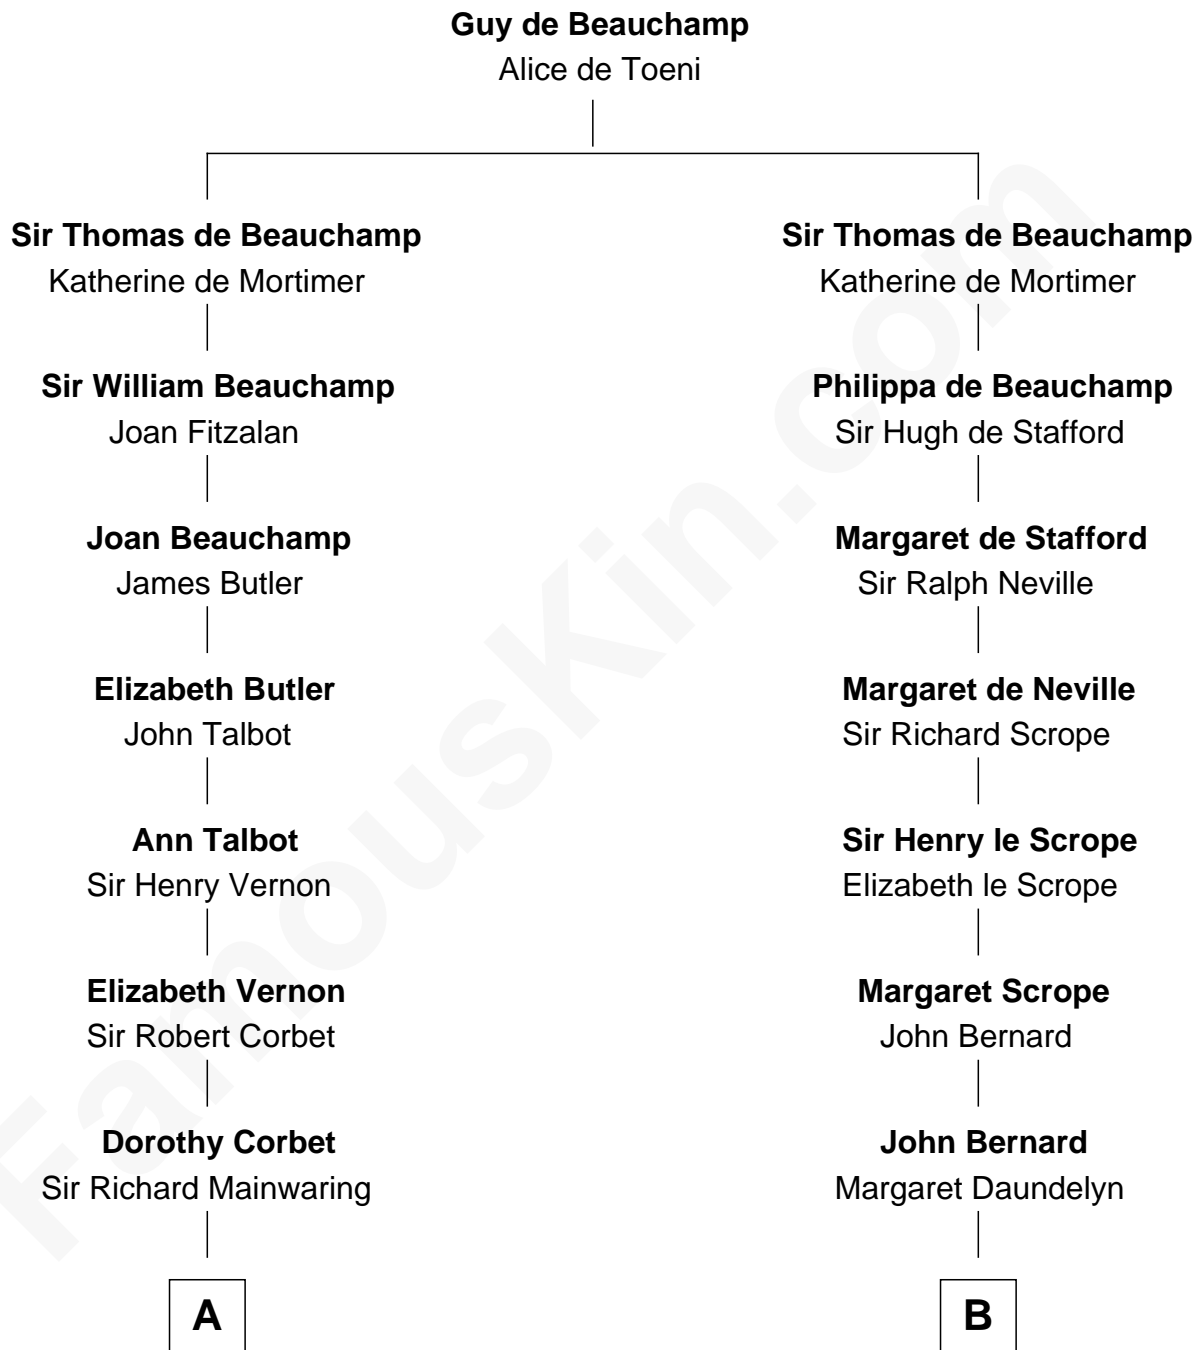 Guy de Beauchamp
Alice de Toeni
Sir Thomas de Beauchamp
Katherine de Mortimer
Sir William Beauchamp
Joan Fitzalan
Joan Beauchamp
James Butler
Elizabeth Butler
John Talbot
Ann Talbot
Sir Henry Vernon
Elizabeth Vernon
Sir Robert Corbet
Dorothy Corbet
Sir Richard Mainwaring
A
Sir Thomas de Beauchamp
Katherine de Mortimer
Philippa de Beauchamp
Sir Hugh de Stafford
Margaret de Stafford
Sir Ralph Neville
Margaret de Neville
Sir Richard Scrope
Sir Henry le Scrope
Elizabeth le Scrope
Margaret Scrope
John Bernard
John Bernard
Margaret Daundelyn
B
FamousKin.com